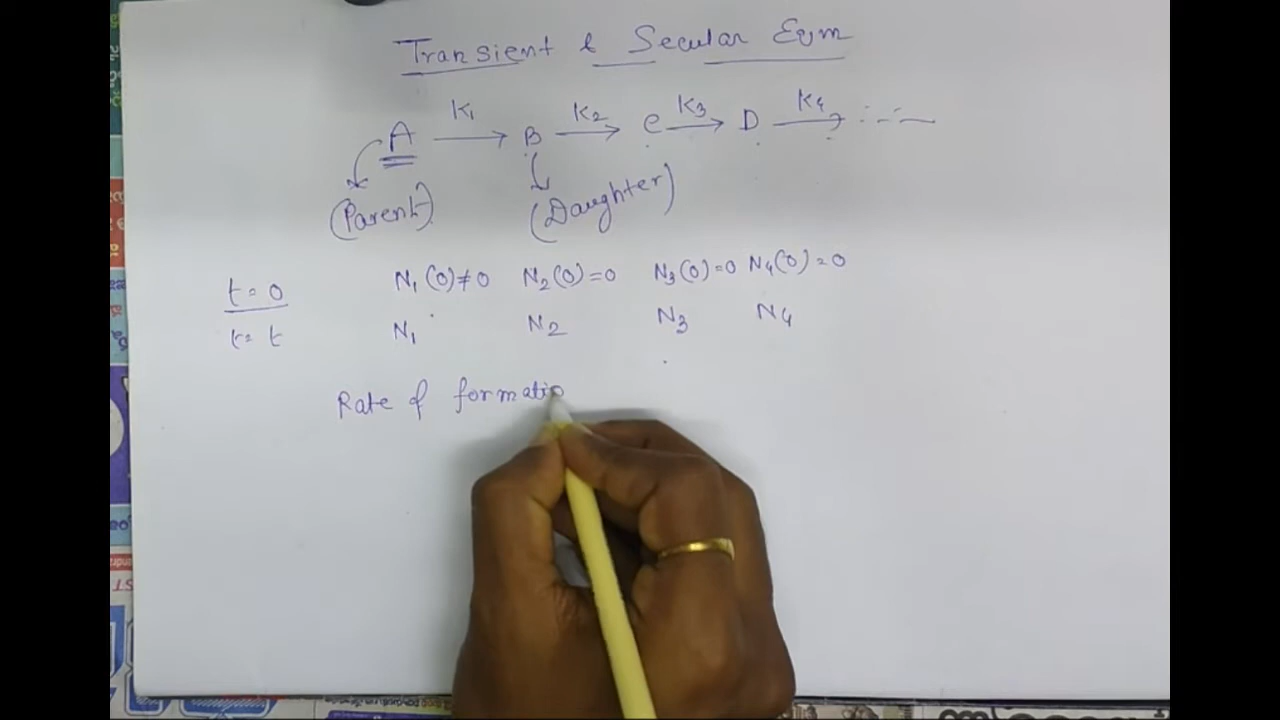 Transient & Secular Eqm
A K1 → B K2 → C K3 → D K4 →
(Parent) (Daughter)
t = 0 N1(0)≠0 N2(0)=0 N3(0)=0 N4(0)=0
t= t N1 N2 N3 N4
Rate of formatio